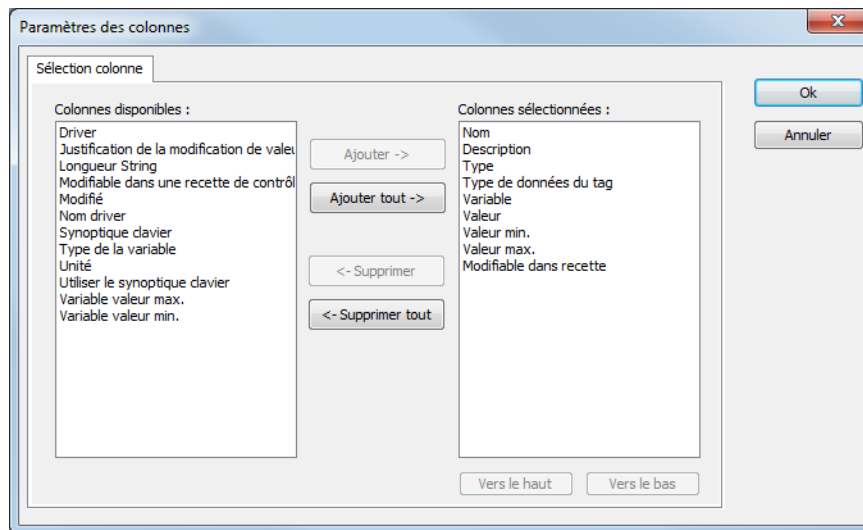 Paramètres des colonnes
Sélection colonne
Colonnes disponibles :
Driver
Justification de la modification de valeu
Longueur String
Modifiable dans une recette de contrôl
Modifié
Nom driver
Synoptique clavier
Type de la variable
Unité
Utiliser le synoptique clavier
Variable valeur max.
Variable valeur min.
Ajouter ->
Ajouter tout ->
<- Supprimer
<- Supprimer tout
Colonnes sélectionnées :
Nom
Description
Type
Type de données du tag
Variable
Valeur
Valeur min.
Valeur max.
Modifiable dans recette
Vers le haut
Vers le bas
Ok
Annuler